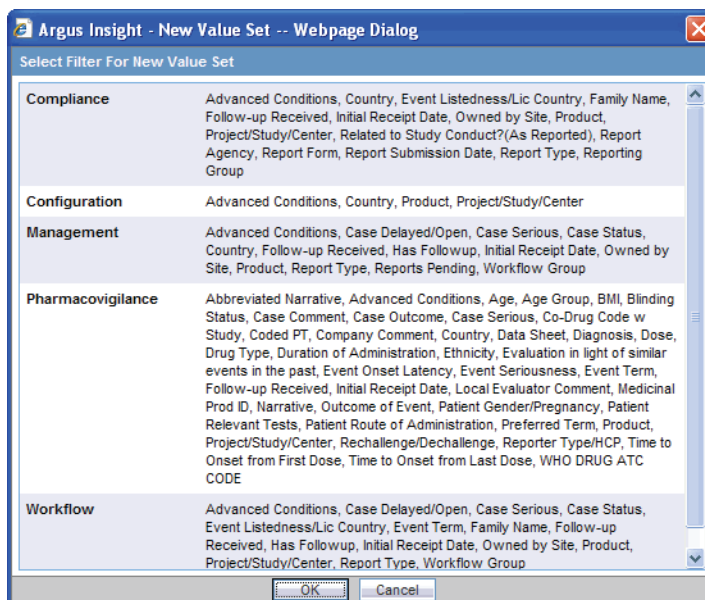 Argus Insight - New Value Set -- Webpage Dialog
Select Filter For New Value Set
Compliance
Advanced Conditions, Country, Event Listedness/Lic Country, Family Name,
Follow-up Received, Initial Receipt Date, Owned by Site, Product,
Project/Study/Center, Related to Study Conduct?(As Reported), Report
Agency, Report Form, Report Submission Date, Report Type, Reporting
Group
Configuration
Advanced Conditions, Country, Product, Project/Study/Center
Management
Advanced Conditions, Case Delayed/Open, Case Serious, Case Status,
Country, Follow-up Received, Has Followup, Initial Receipt Date, Owned by
Site, Product, Report Type, Reports Pending, Workflow Group
Pharmacovigilance
Abbreviated Narrative, Advanced Conditions, Age, Age Group, BMI, Blinding
Status, Case Comment, Case Outcome, Case Serious, Co-Drug Code w
Study, Coded PT, Company Comment, Country, Data Sheet, Diagnosis, Dose,
Drug Type, Duration of Administration, Ethnicity, Evaluation in light of similar
events in the past, Event Onset Latency, Event Seriousness, Event Term,
Follow-up Received, Initial Receipt Date, Local Evaluator Comment, Medicinal
Prod ID, Narrative, Outcome of Event, Patient Gender/Pregnancy, Patient
Relevant Tests, Patient Route of Administration, Preferred Term, Product,
Project/Study/Center, Rechallenge/Dechallenge, Reporter Type/HCP, Time to
Onset from First Dose, Time to Onset from Last Dose, WHO DRUG ATC
CODE
Workflow
Advanced Conditions, Case Delayed/Open, Case Serious, Case Status,
Event Listedness/Lic Country, Event Term, Family Name, Follow-up
Received, Has Followup, Initial Receipt Date, Owned by Site, Product,
Project/Study/Center, Report Type, Workflow Group
OK
Cancel